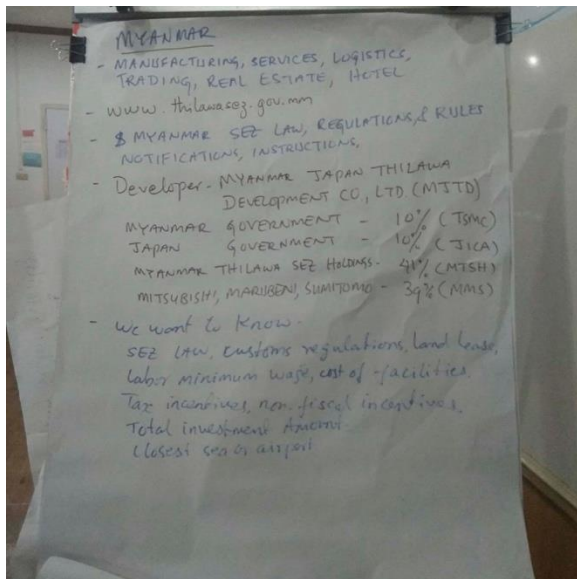 MYANMAR
- MANUFACTURING, SERVICES, LOGISTICS,
TRADING, REAL ESTATE, HOTEL
- www.thilawasez.gov.mm
- $ MYANMAR SEZ LAW, REGULATIONS, & RULES
NOTIFICATIONS, INSTRUCTIONS,
- Developer - MYANMAR JAPAN THILAWA
DEVELOPMENT CO., LTD (MJTD)
MYANMAR GOVERNMENT - 10% (TSMC)
JAPAN GOVERNMENT - 10% (JICA)
MYANMAR THILAWA SEZ HOLDINGS - 41% (MTSH)
MITSUBISHI, MARUBENI, SUMITOMO - 39% (MMS)
- We want to know.
SEZ LAW, customs regulations, land lease,
Labor minimum wage, cost of facilities,
Tax incentives, non-fiscal incentives,
Total investment Amount
Closest sea or airport